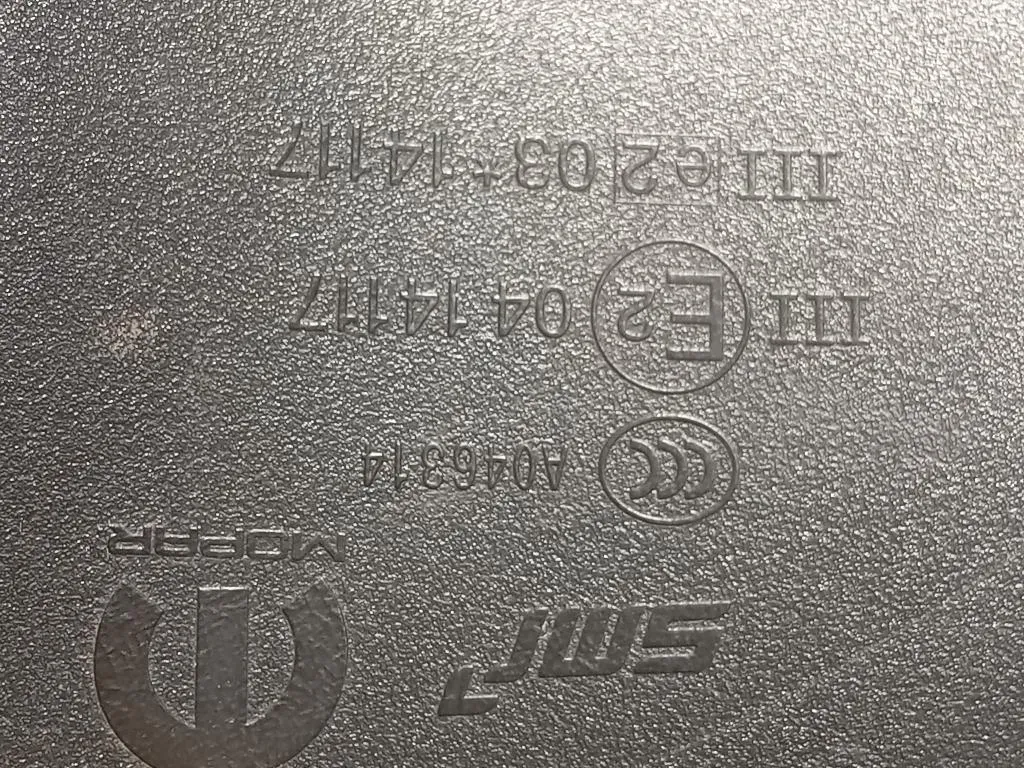 SMR
MOPAR
CCC A046314
III E2 04 14117
III e2 03*14117